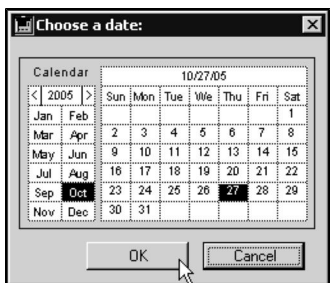 Choose a date:
Calendar 10/27/05
< 2005 > Sun Mon Tue We Thu Fri Sat
Jan Feb 1
Mar Apr 2 3 4 5 6 7 8
May Jun 9 10 11 12 13 14 15
Jul Aug 16 17 18 19 20 21 22
Sep Oct 23 24 25 26 27 28 29
Nov Dec 30 31
OK Cancel